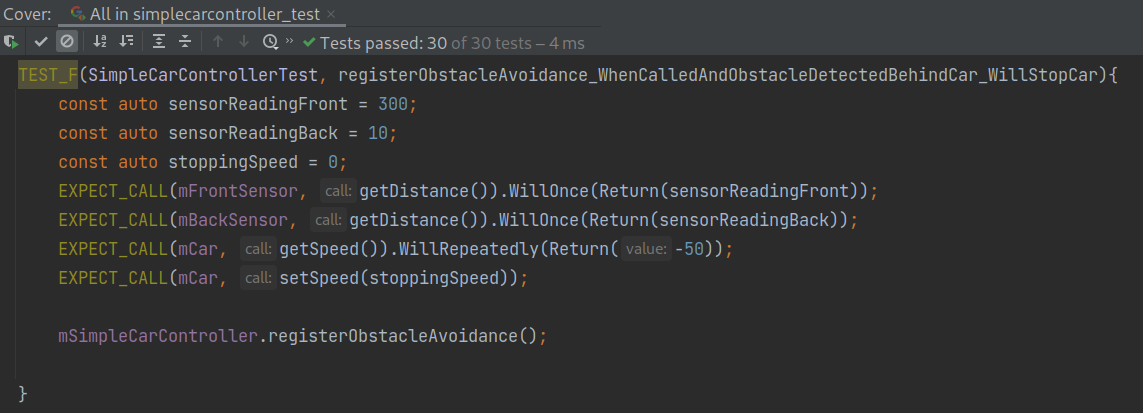 Cover: All in simplecarcontroller_test ×
» Tests passed: 30 of 30 tests – 4 ms
TEST_F(SimpleCarControllerTest, registerObstacleAvoidance_WhenCalledAndObstacleDetectedBehindCar_WillStopCar){
const auto sensorReadingFront = 300;
const auto sensorReadingBack = 10;
const auto stoppingSpeed = 0;
EXPECT_CALL(mFrontSensor, call: getDistance()).WillOnce(Return(sensorReadingFront));
EXPECT_CALL(mBackSensor, call: getDistance()).WillOnce(Return(sensorReadingBack));
EXPECT_CALL(mCar, call: getSpeed()).WillRepeatedly(Return( value: -50));
EXPECT_CALL(mCar, call: setSpeed(stoppingSpeed));
mSimpleCarController.registerObstacleAvoidance();
}